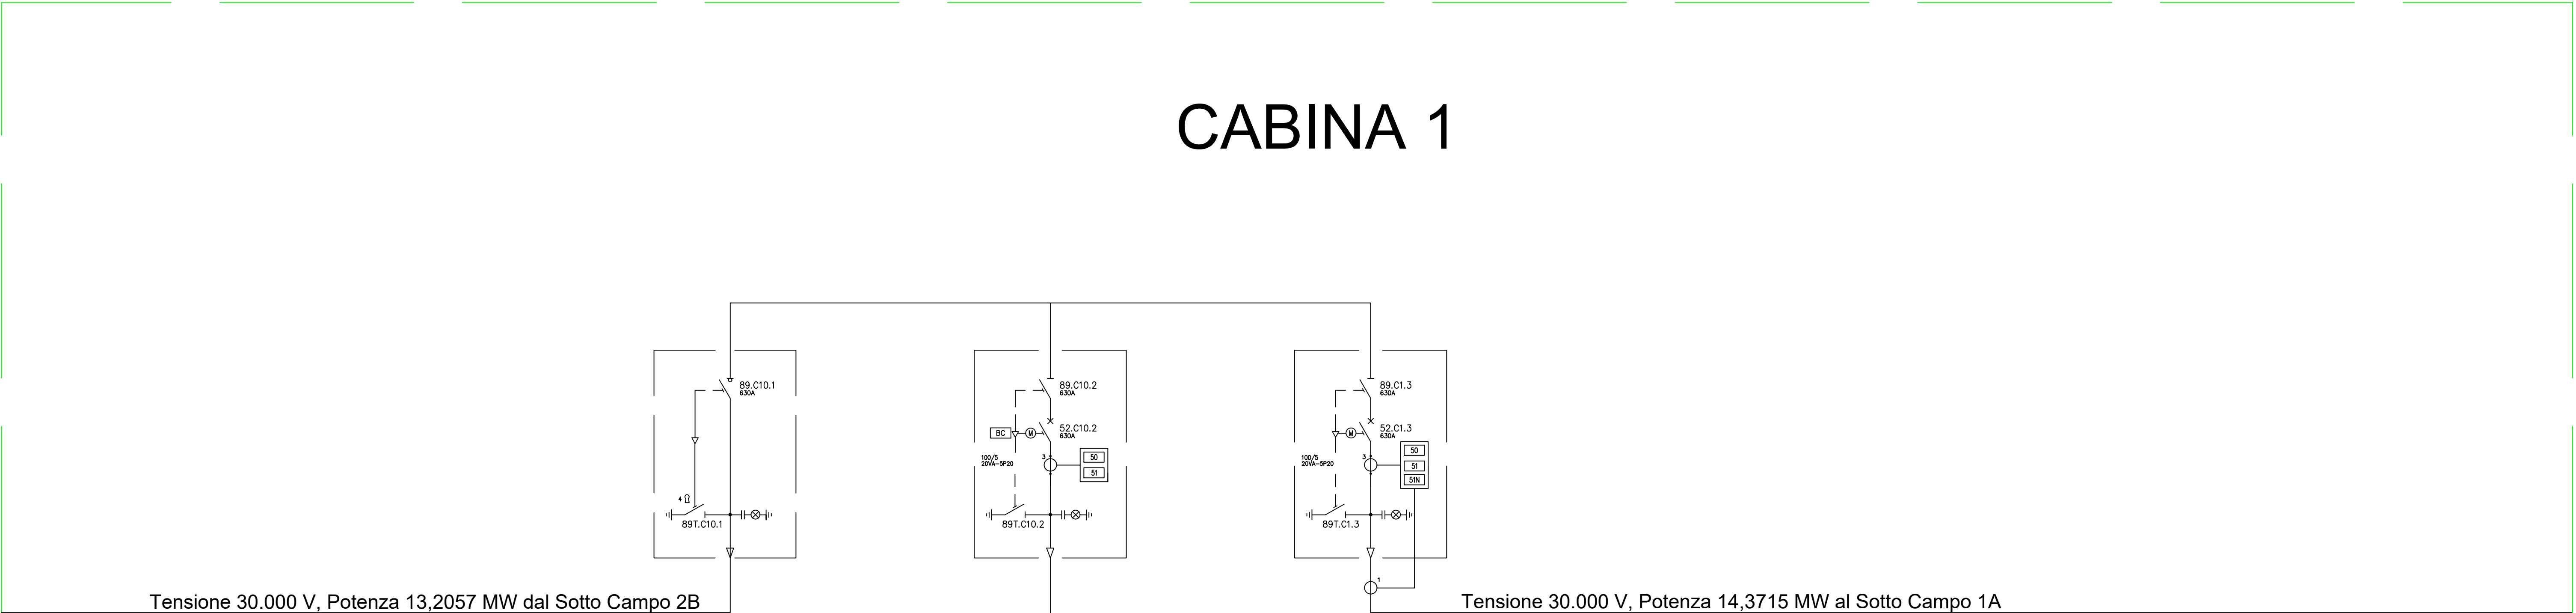 CABINA 1
89.C10.1
630A
4
89T.C10.1
89.C10.2
630A
52.C10.2
630A
BC
M
100/5
20VA-5P20
3
50
51
89T.C10.2
89.C1.3
630A
52.C1.3
630A
M
100/5
20VA-5P20
3
50
51
51N
89T.C1.3
1
Tensione 30.000 V, Potenza 13,2057 MW dal Sotto Campo 2B
Tensione 30.000 V, Potenza 14,3715 MW al Sotto Campo 1A